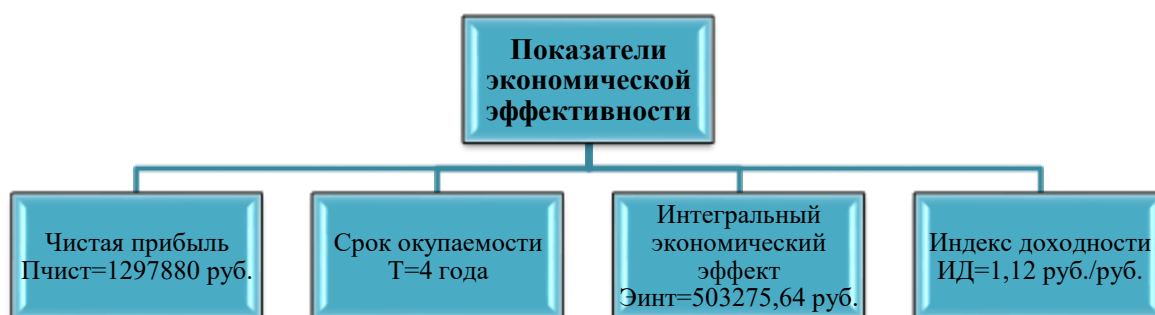 Показатели
экономической
эффективности
Чистая прибыль
Пчист=1297880 руб.
Срок окупаемости
Т=4 года
Интегральный
экономический
эффект
Эинт=503275,64 руб.
Индекс доходности
ИД=1,12 руб./руб.